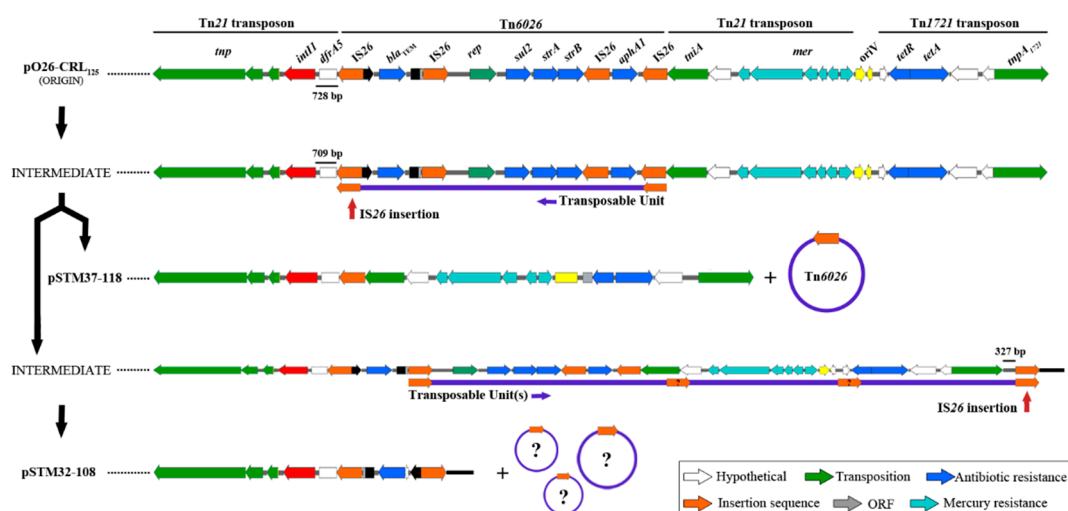 Tn21 transposon Tn6026 Tn21 transposon Tn1721 transposon
tnp intI1 dfrA5 IS26 blaTEM IS26 rep sul2 strA strB IS26 aphA1 IS26 tniA mer oriV tetR tetA tnpA1721
pO26-CRL125
(ORIGIN)
728 bp
709 bp
INTERMEDIATE
Transposable Unit
IS26 insertion
pSTM37-118 + Tn6026
327 bp
INTERMEDIATE
? ?
Transposable Unit(s)
IS26 insertion
pSTM32-108 + ? ? ?
Hypothetical Transposition Antibiotic resistance
Insertion sequence ORF Mercury resistance